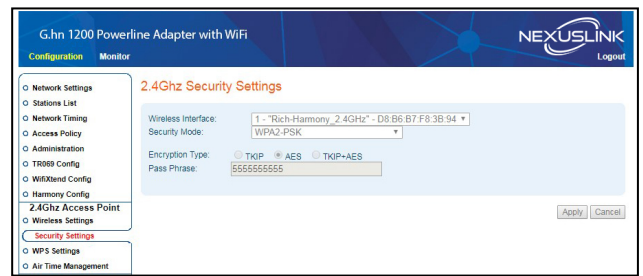 G.hn 1200 Powerline Adapter with WiFi
NEXUSLINK
Configuration Monitor
Logout
Network Settings
Stations List
Network Timing
Access Policy
Administration
TR069 Config
WifiXtend Config
Harmony Config
2.4Ghz Access Point
Wireless Settings
Security Settings
WPS Settings
Air Time Management
2.4Ghz Security Settings
Wireless Interface: 1 - "Rich-Harmony_2.4GHz" - D8:B6:B7:F8:3B:94
Security Mode: WPA2-PSK
Encryption Type: TKIP AES TKIP+AES
Pass Phrase: 5555555555
Apply Cancel